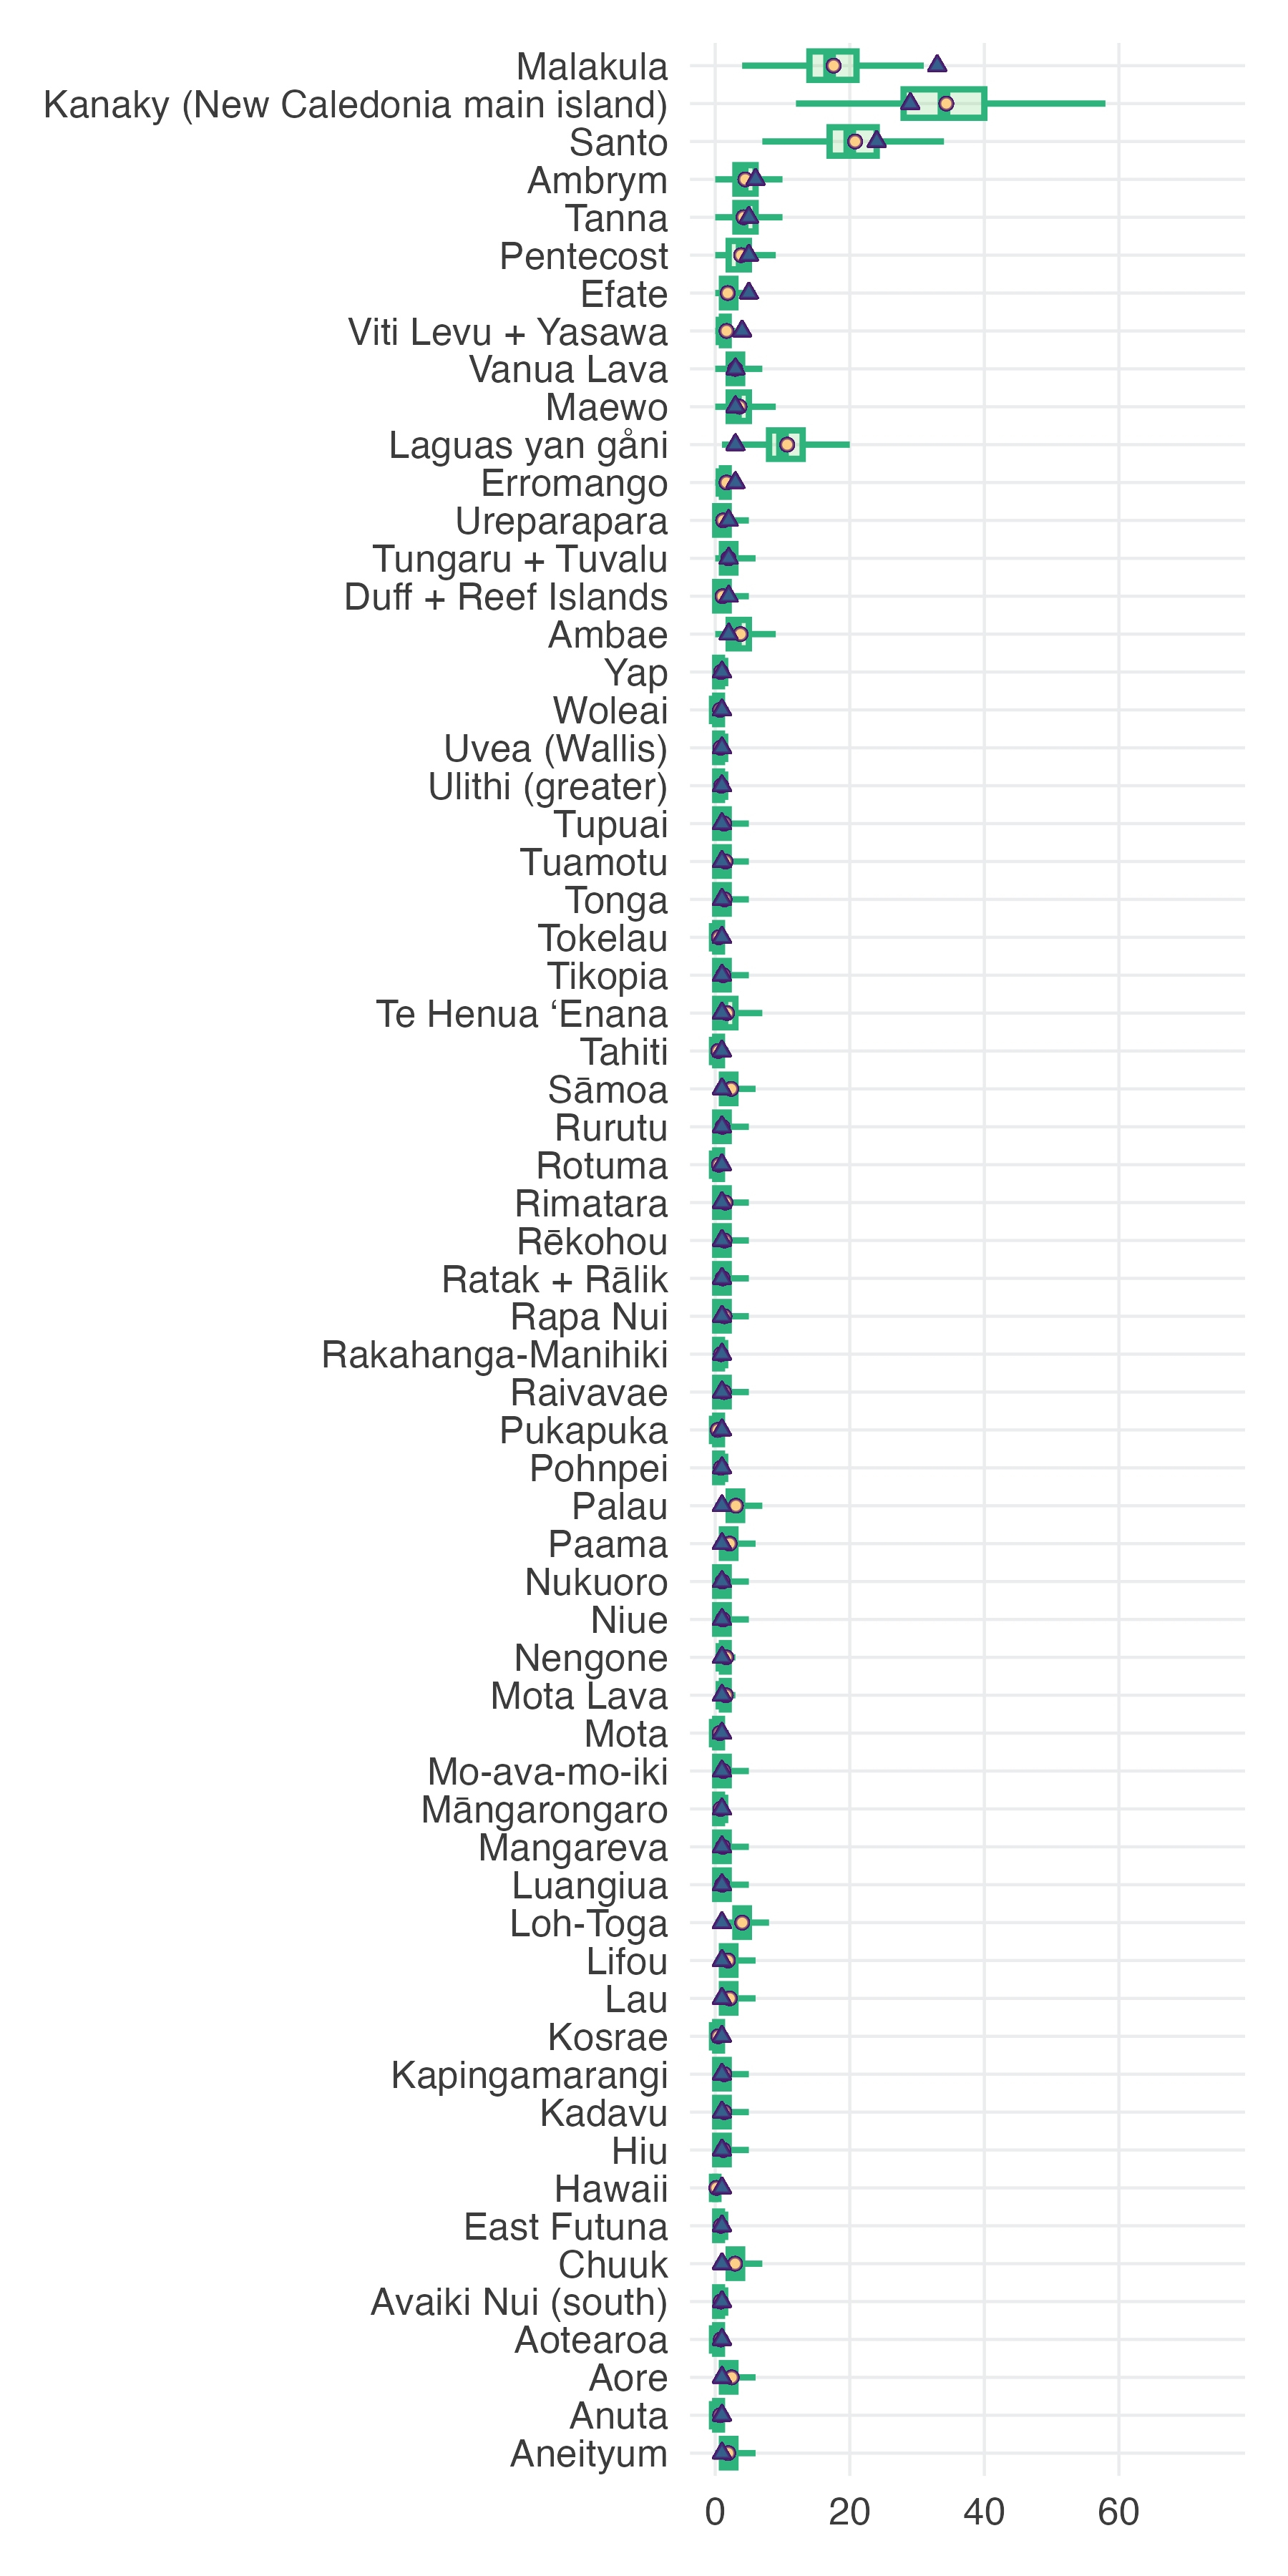 Malakula
Kanaky (New Caledonia main island)
Santo
Ambrym
Tanna
Pentecost
Efate
Viti Levu + Yasawa
Vanua Lava
Maewo
Laguas yan gåni
Erromango
Ureparapara
Tungaru + Tuvalu
Duff + Reef Islands
Ambae
Yap
Woleai
Uvea (Wallis)
Ulithi (greater)
Tupuai
Tuamotu
Tonga
Tokelau
Tikopia
Te Henua ‘Enana
Tahiti
Sāmoa
Rurutu
Rotuma
Rimatara
Rēkohou
Ratak + Rālik
Rapa Nui
Rakahanga-Manihiki
Raivavae
Pukapuka
Pohnpei
Palau
Paama
Nukuoro
Niue
Nengone
Mota Lava
Mota
Mo-ava-mo-iki
Māngarongaro
Mangareva
Luangiua
Loh-Toga
Lifou
Lau
Kosrae
Kapingamarangi
Kadavu
Hiu
Hawaii
East Futuna
Chuuk
Avaiki Nui (south)
Aotearoa
Aore
Anuta
Aneityum
0 20 40 60